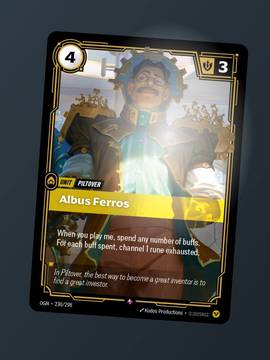 4
3
UNIT PILTOVER
Albus Ferros
When you play me, spend any number of buffs.
For each buff spent, channel 1 rune exhausted.
In Piltover, the best way to become a great inventor is to
find a great investor.
OGN • 230/298
Kudos Productions